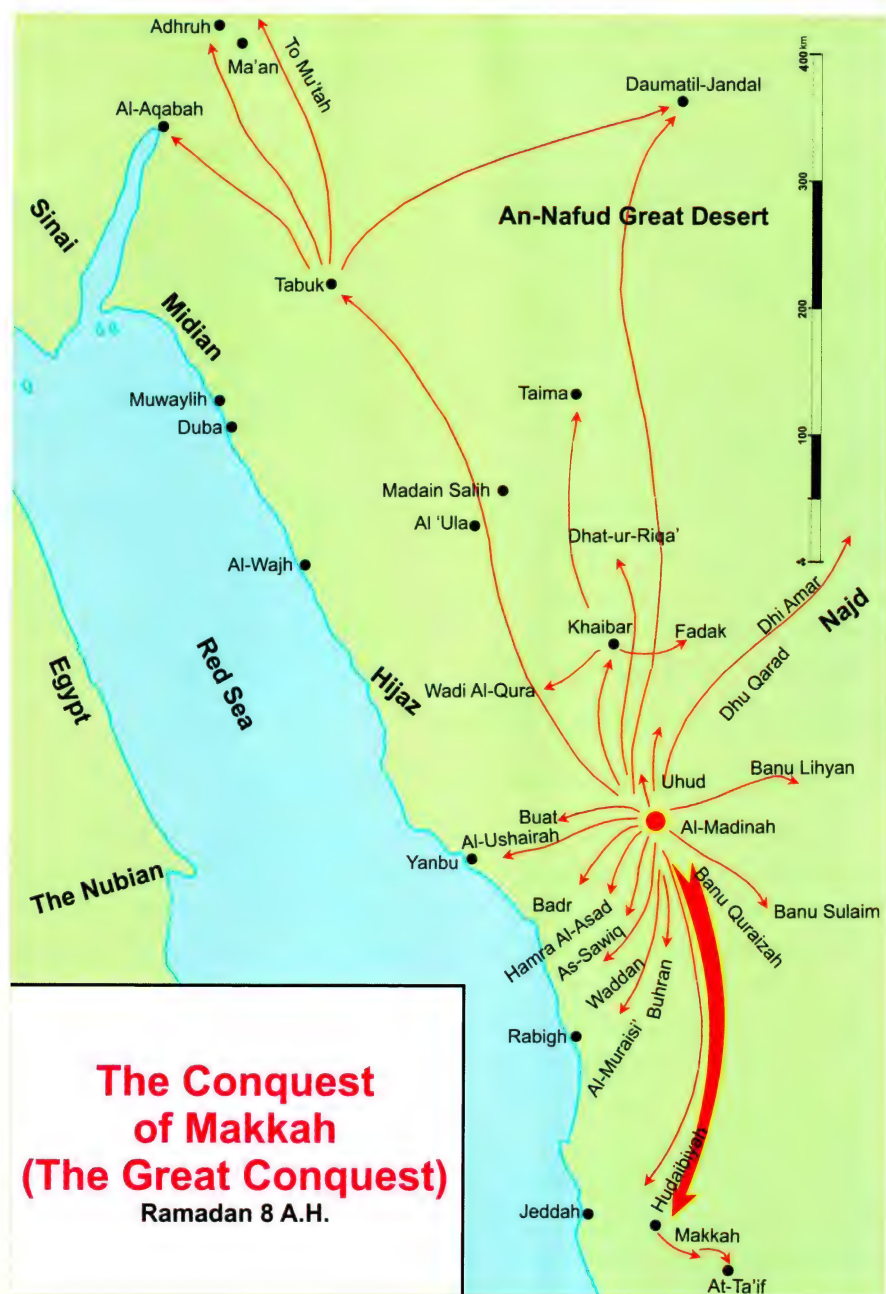 Adhruh
Ma'an
To Mu'tah
400 km
Daumatil-Jandal
Al-Aqabah
300
Sinai
An-Nafud Great Desert
Tabuk
Midian
200
Taima
Muwaylih
Duba
100
Madain Salih
Al 'Ula
Dhat-ur-Riqa'
Al-Wajh
Dhi Amar
Najd
Khaibar
Fadak
Red Sea
Hijaz
Egypt
Wadi Al-Qura
Dhu Qarad
Uhud
Banu Lihyan
Buat
Al-Madinah
Al-Ushairah
Yanbu
The Nubian
Badr
Banu Quraizah
Banu Sulaim
Hamra Al-Asad
As-Sawiq
Waddan
Buhran
Al-Muraisi'
Rabigh
The Conquest
of Makkah
(The Great Conquest)
Ramadan 8 A.H.
Hudaibiyah
Jeddah
Makkah
At-Ta'if